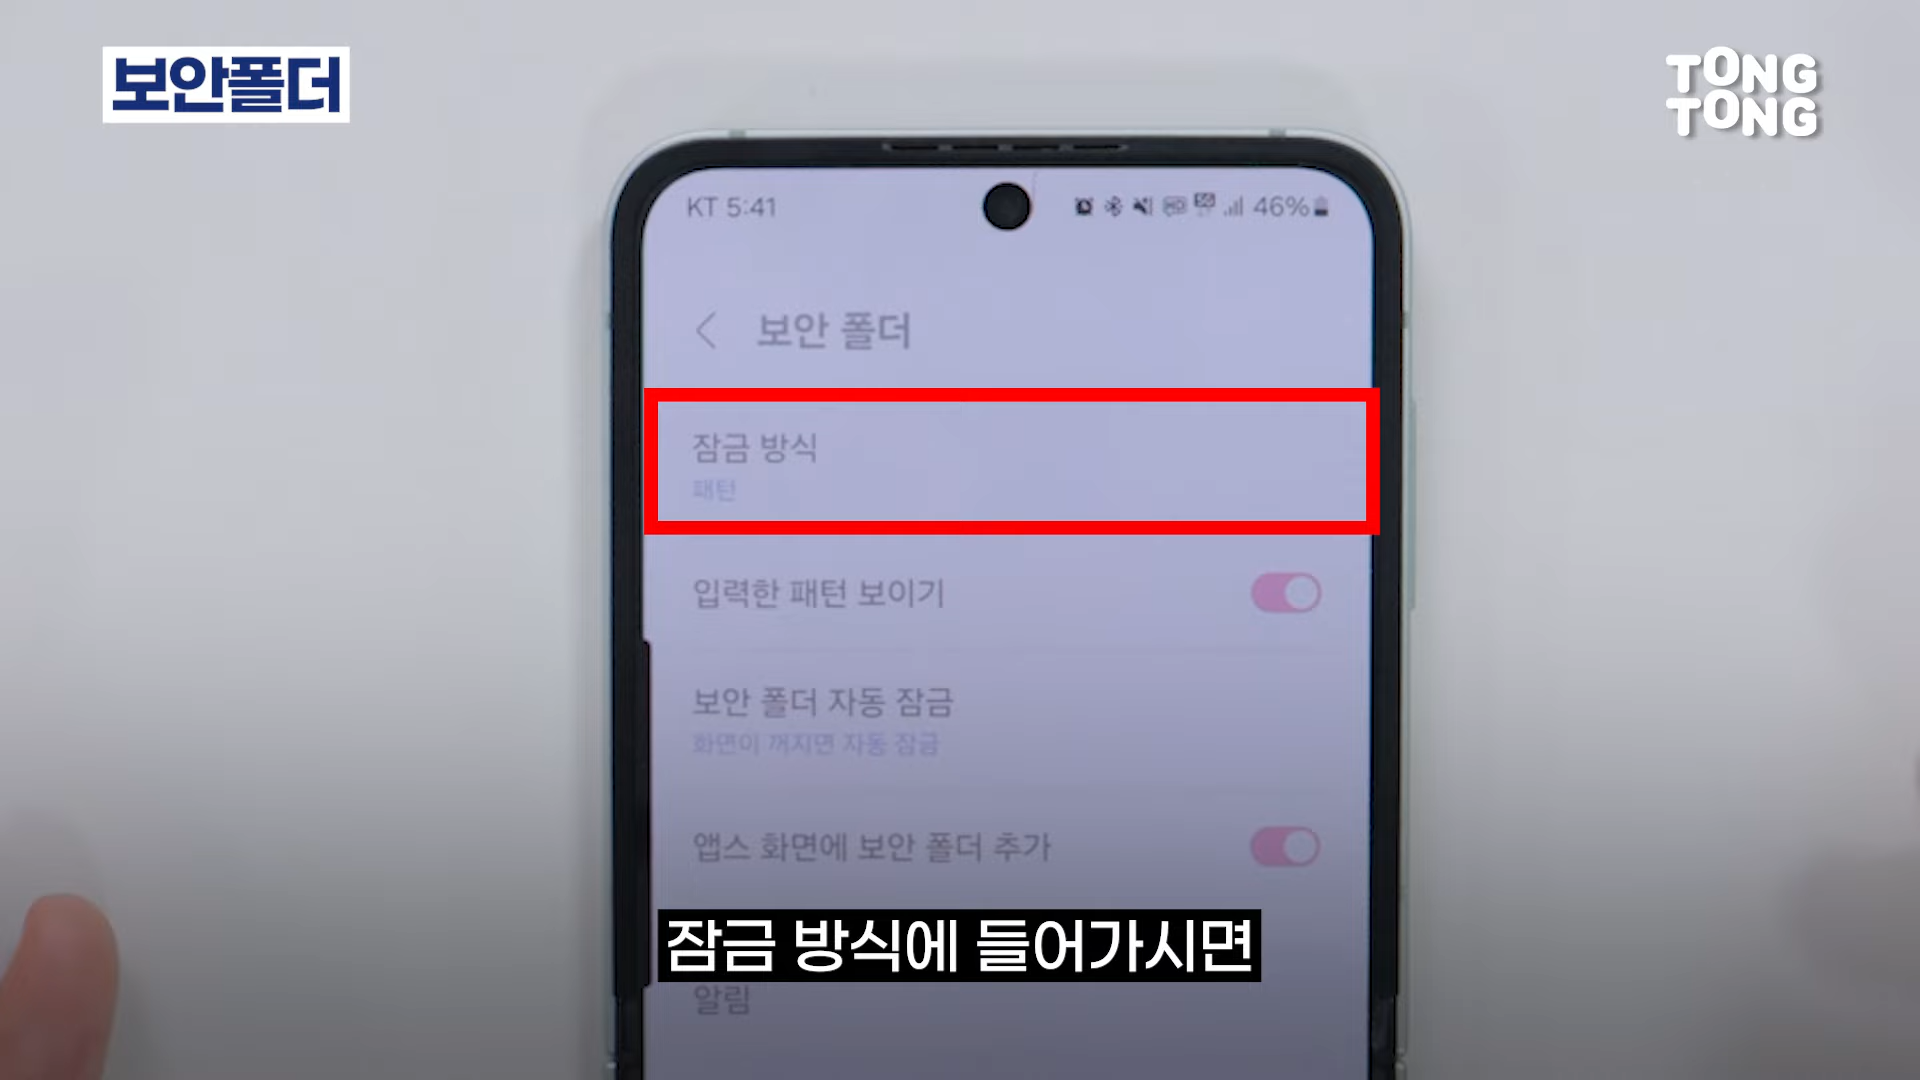 보안폴더
TONG
TONG
KT 5:41
46%
보안 폴더
잠금 방식
패턴
입력한 패턴 보이기
보안 폴더 자동 잠금
화면이 꺼지면 자동 잠금
앱스 화면에 보안 폴더 추가
잠금 방식에 들어가시면
알림